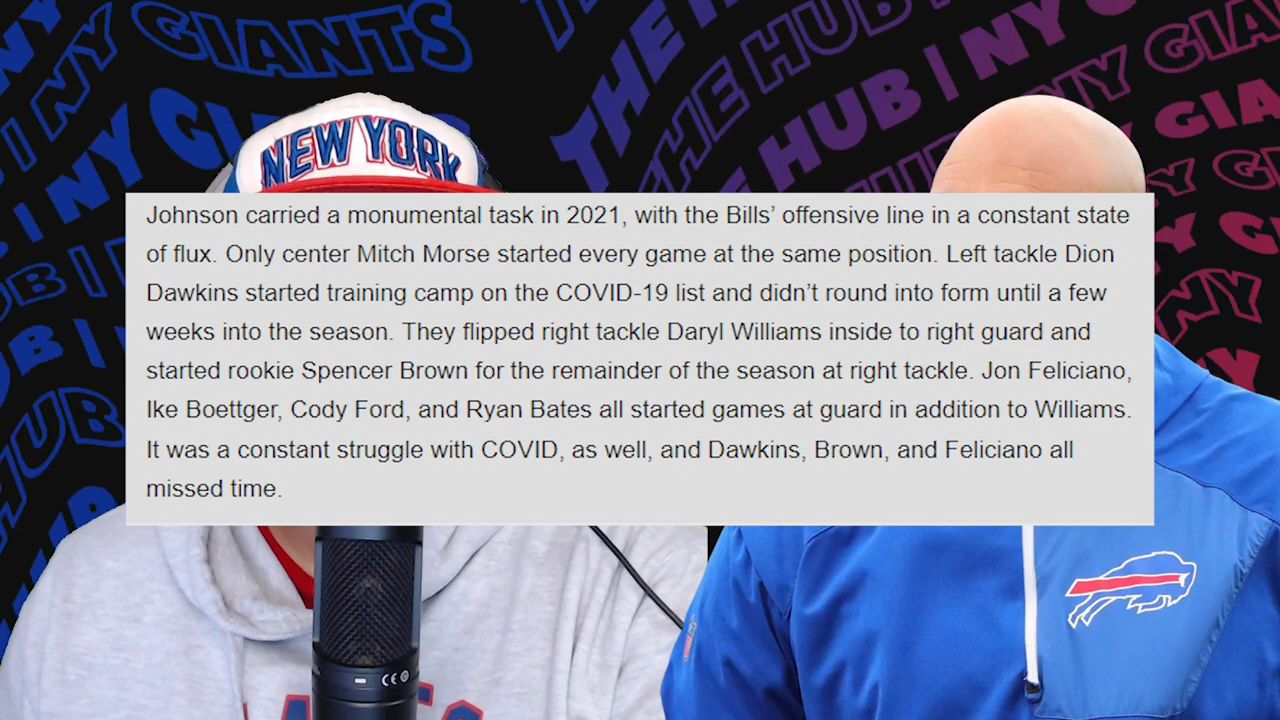 GIANTS
THE HUB | NY GIANTS
NEW YORK
Johnson carried a monumental task in 2021, with the Bills’ offensive line in a constant state
of flux. Only center Mitch Morse started every game at the same position. Left tackle Dion
Dawkins started training camp on the COVID-19 list and didn’t round into form until a few
weeks into the season. They flipped right tackle Daryl Williams inside to right guard and
started rookie Spencer Brown for the remainder of the season at right tackle. Jon Feliciano,
Ike Boettger, Cody Ford, and Ryan Bates all started games at guard in addition to Williams.
It was a constant struggle with COVID, as well, and Dawkins, Brown, and Feliciano all
missed time.